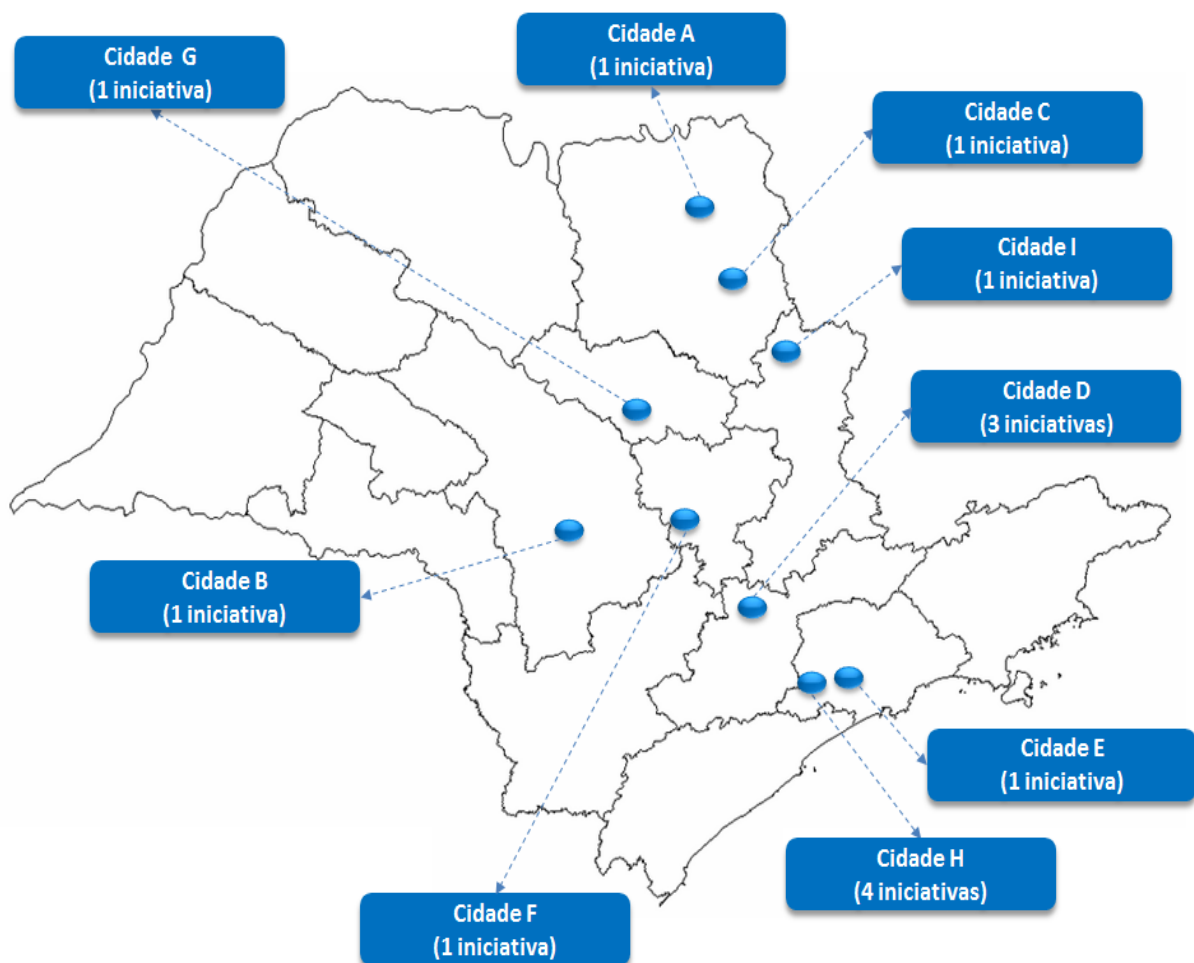 Cidade A
(1 iniciativa)
Cidade G
(1 iniciativa)
Cidade C
(1 iniciativa)
Cidade I
(1 iniciativa)
Cidade D
(3 iniciativas)
Cidade B
(1 iniciativa)
Cidade E
(1 iniciativa)
Cidade H
(4 iniciativas)
Cidade F
(1 iniciativa)